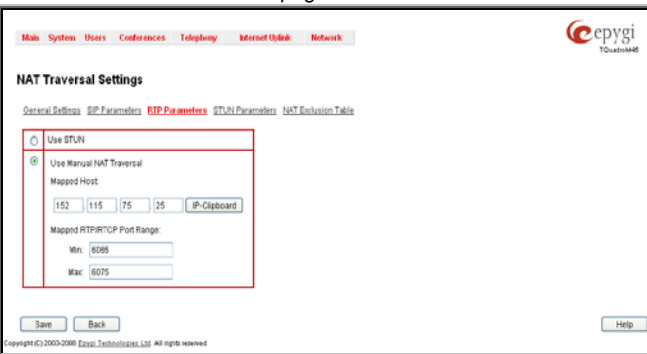 epygi
TQuadroM45
Main System Users Conferences Telephony Internet Uplink Network
NAT Traversal Settings
General Settings SIP Parameters RTP Parameters STUN Parameters NAT Exclusion Table
Use STUN
Use Manual NAT Traversal
Mapped Host:
152 115 75 25 IP-Clipboard
Mapped RTP/RTCP Port Range:
Min: 6065
Max: 6075
Save Back Help
Copyright (C) 2003-2008 Epygi Technologies, Ltd. All rights reserved